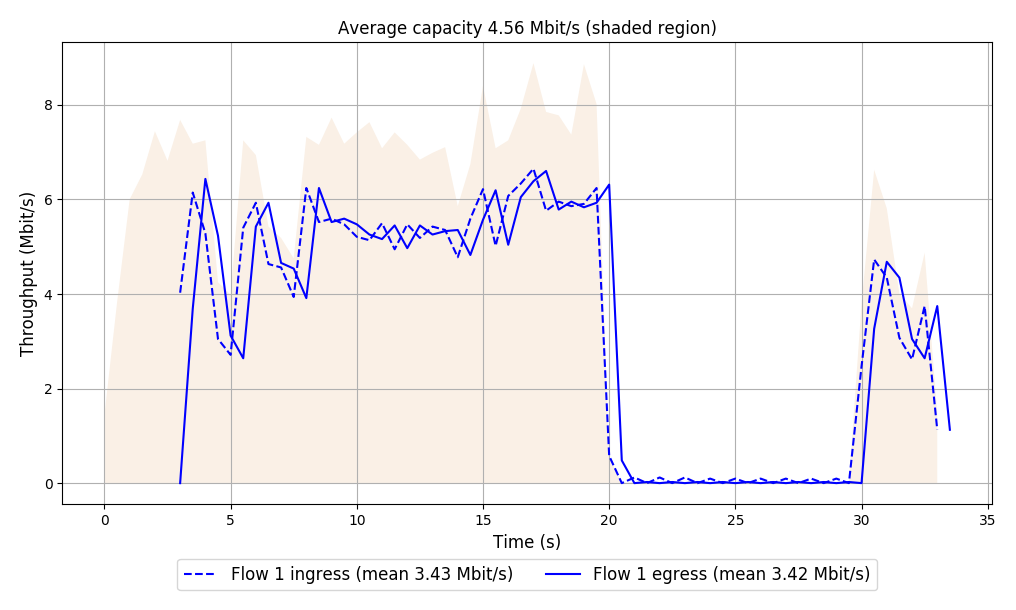 Average capacity 4.56 Mbit/s (shaded region)
Throughput (Mbit/s)
8
6
4
2
0
0 5 10 15 20 25 30 35
Time (s)
Flow 1 ingress (mean 3.43 Mbit/s) Flow 1 egress (mean 3.42 Mbit/s)